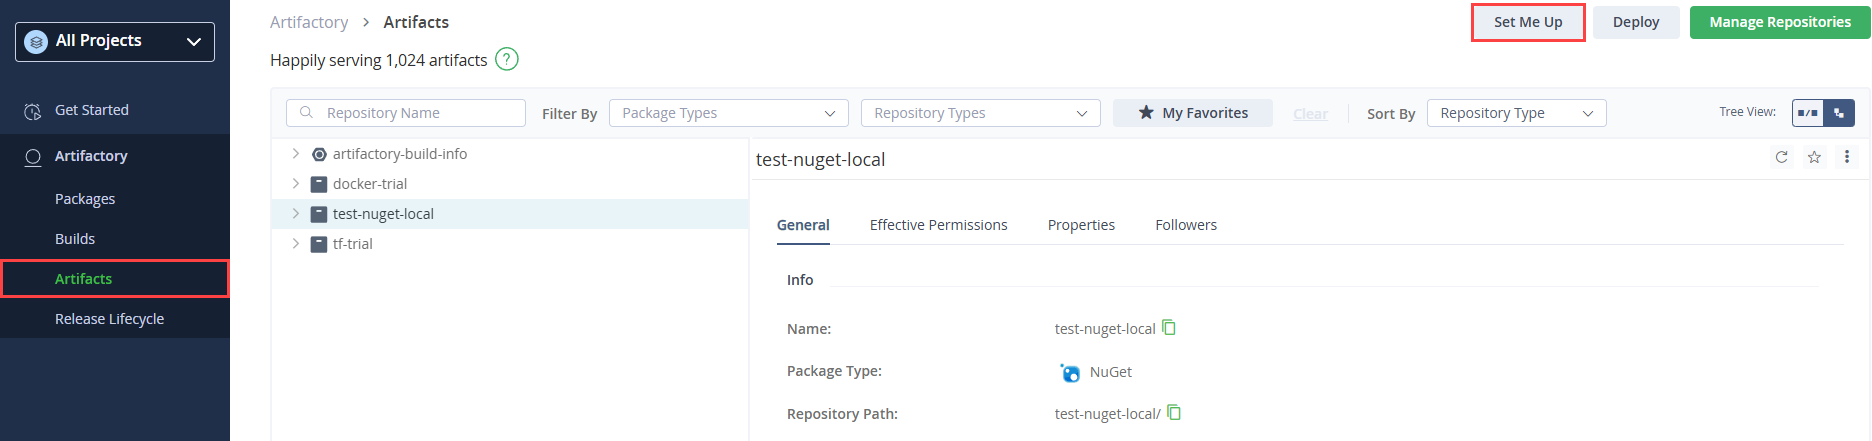 All Projects
Get Started
Artifactory
Packages
Builds
Artifacts
Release Lifecycle
Artifactory > Artifacts
Set Me Up
Deploy
Manage Repositories
Happily serving 1,024 artifacts ?
Repository Name
Filter By
Package Types
Repository Types
My Favorites
Clear
Sort By
Repository Type
Tree View:
artifactory-build-info
docker-trial
test-nuget-local
tf-trial
test-nuget-local
General
Effective Permissions
Properties
Followers
Info
Name:
test-nuget-local
Package Type:
NuGet
Repository Path:
test-nuget-local/